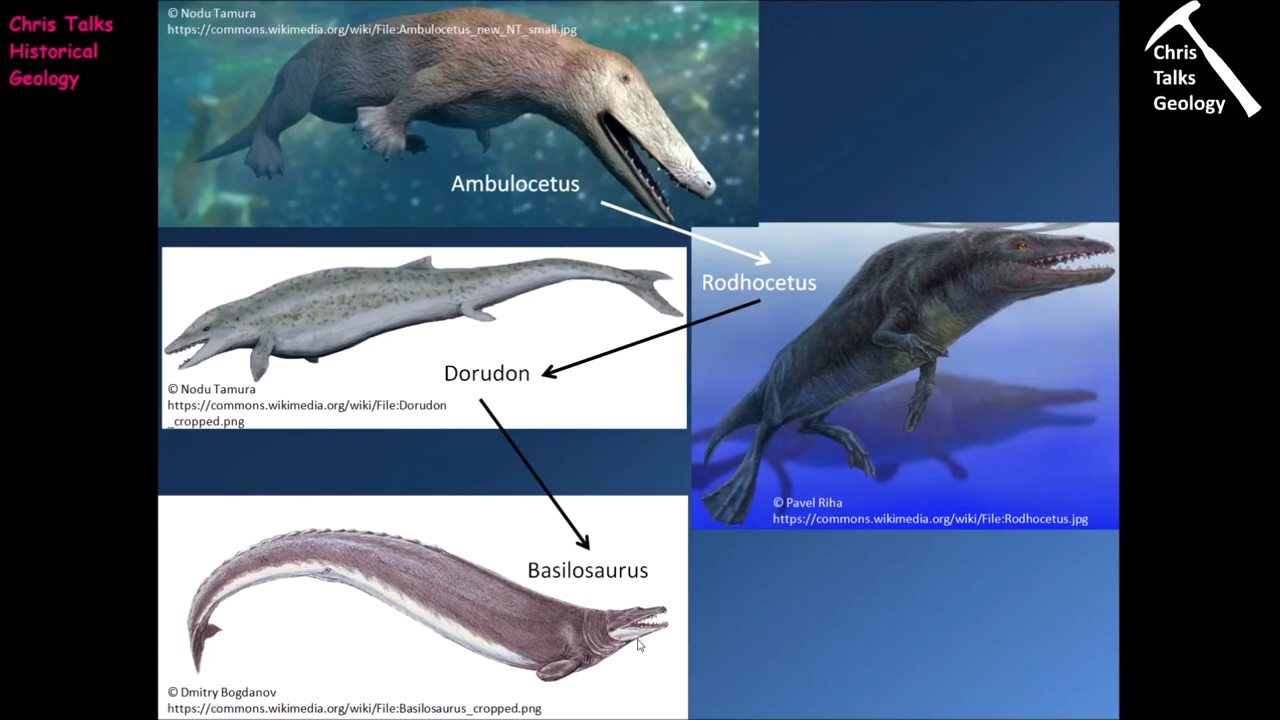 Chris Talks
Historical
Geology
© Nodu Tamura
https://commons.wikimedia.org/wiki/File:Ambulocetus_new_NT_small.jpg
Chris
Talks
Geology
Ambulocetus
Rodhocetus
Dorudon
© Nodu Tamura
https://commons.wikimedia.org/wiki/File:Dorudon
_cropped.png
© Pavel Riha
https://commons.wikimedia.org/wiki/File:Rodhocetus.jpg
Basilosaurus
© Dmitry Bogdanov
https://commons.wikimedia.org/wiki/File:Basilosaurus_cropped.png